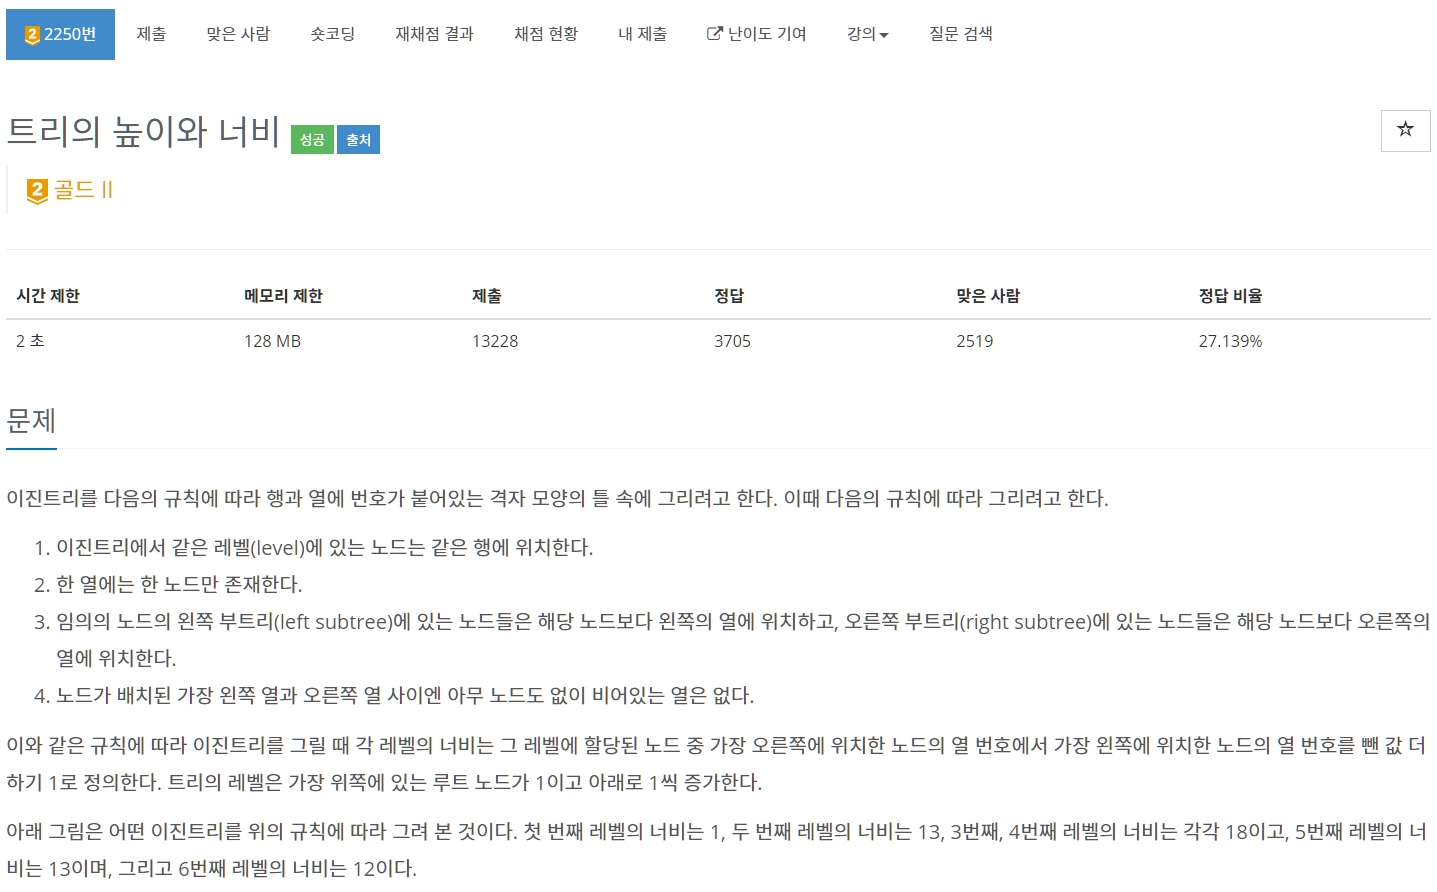 2 2250번 제출 맞은 사람 숏코딩 재채점 결과 채점 현황 내 제출 난이도 기여 강의 질문 검색
트리의 높이와 너비 성공 출처
2 골드 II
시간 제한 메모리 제한 제출 정답 맞은 사람 정답 비율
2 초 128 MB 13228 3705 2519 27.139%
문제
이진트리를 다음의 규칙에 따라 행과 열에 번호가 붙어있는 격자 모양의 틀 속에 그리려고 한다. 이때 다음의 규칙에 따라 그리려고 한다.
1. 이진트리에서 같은 레벨(level)에 있는 노드는 같은 행에 위치한다.
2. 한 열에는 한 노드만 존재한다.
3. 임의의 노드의 왼쪽 부트리(left subtree)에 있는 노드들은 해당 노드보다 왼쪽의 열에 위치하고, 오른쪽 부트리(right subtree)에 있는 노드들은 해당 노드보다 오른쪽의
열에 위치한다.
4. 노드가 배치된 가장 왼쪽 열과 오른쪽 열 사이엔 아무 노드도 없이 비어있는 열은 없다.
이와 같은 규칙에 따라 이진트리를 그릴 때 각 레벨의 너비는 그 레벨에 할당된 노드 중 가장 오른쪽에 위치한 노드의 열 번호에서 가장 왼쪽에 위치한 노드의 열 번호를 뺀 값 더
하기 1로 정의한다. 트리의 레벨은 가장 위쪽에 있는 루트 노드가 1이고 아래로 1씩 증가한다.
아래 그림은 어떤 이진트리를 위의 규칙에 따라 그려 본 것이다. 첫 번째 레벨의 너비는 1, 두 번째 레벨의 너비는 13, 3번째, 4번째 레벨의 너비는 각각 18이고, 5번째 레벨의 너
비는 13이며, 그리고 6번째 레벨의 너비는 12이다.